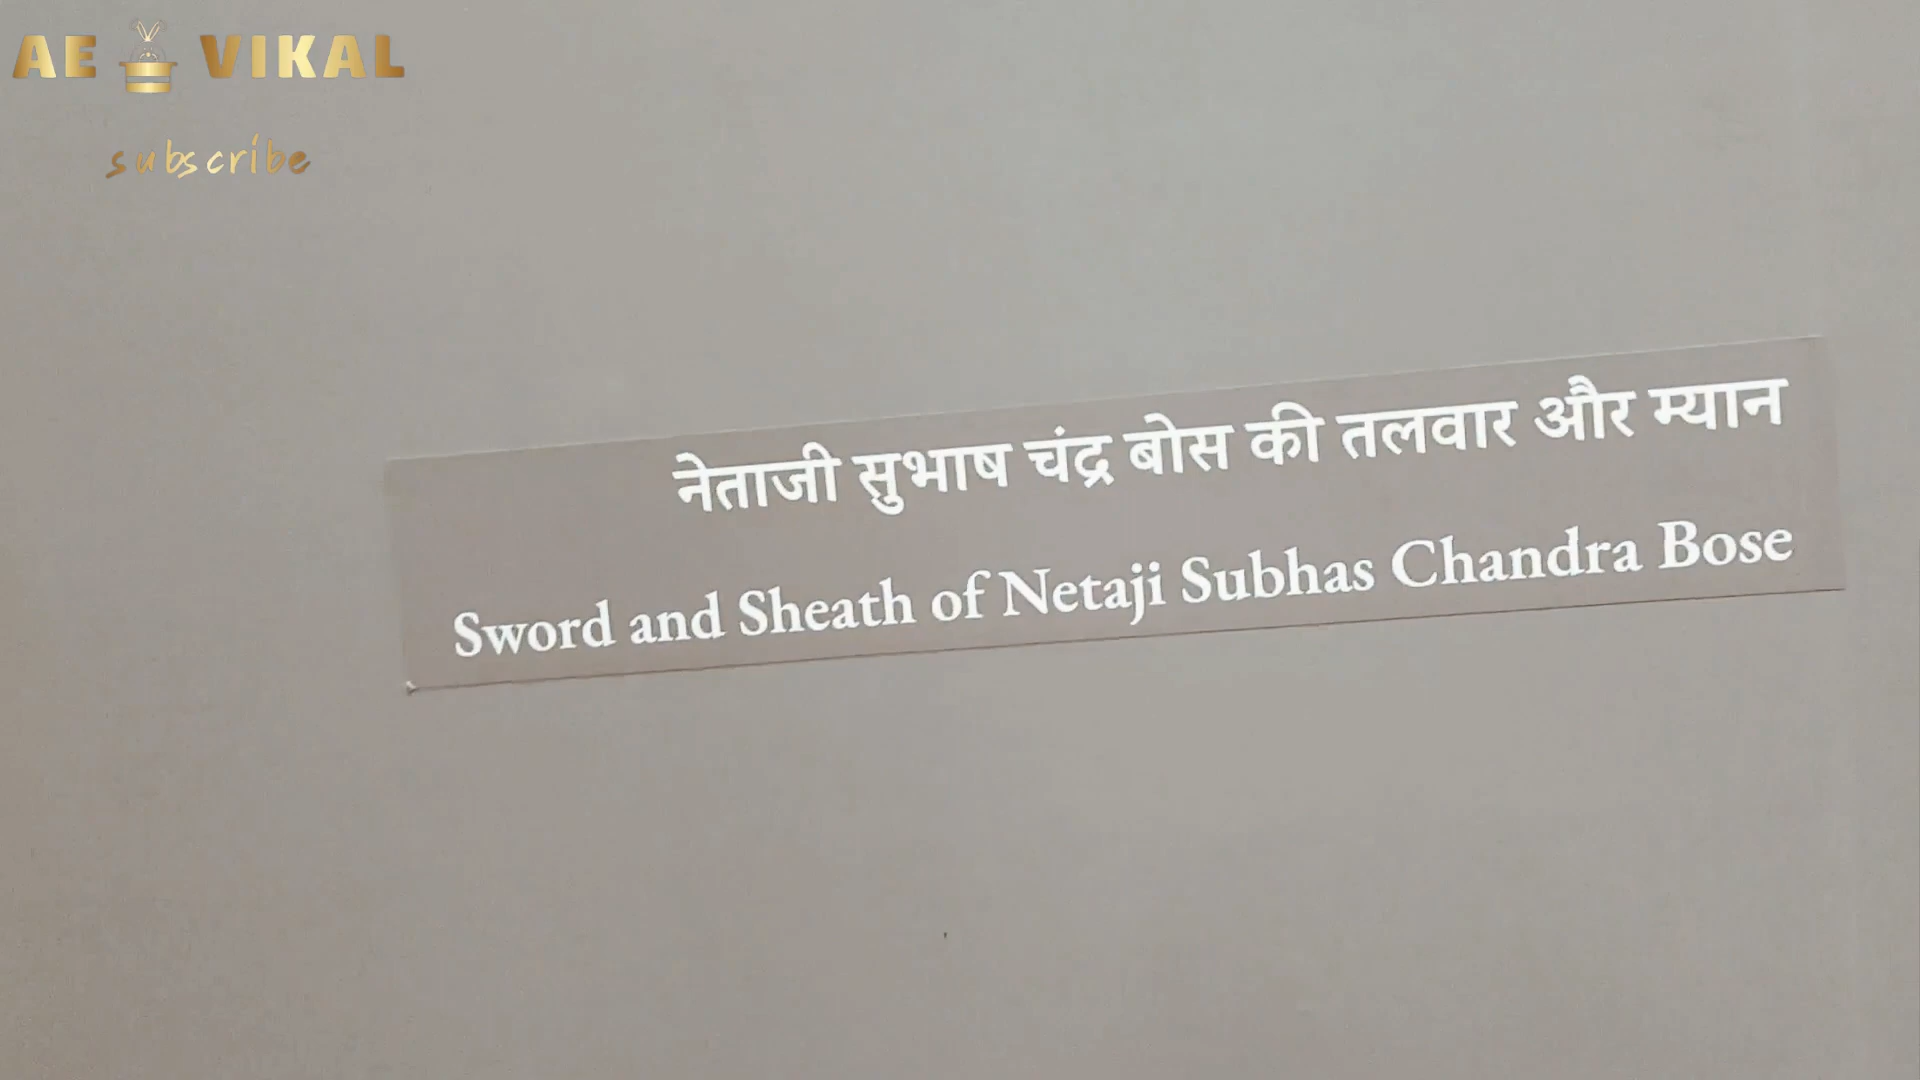 AE VIKAL
subscribe
नेताजी सुभाष चंद्र बोस की तलवार और म्यान
Sword and Sheath of Netaji Subhas Chandra Bose